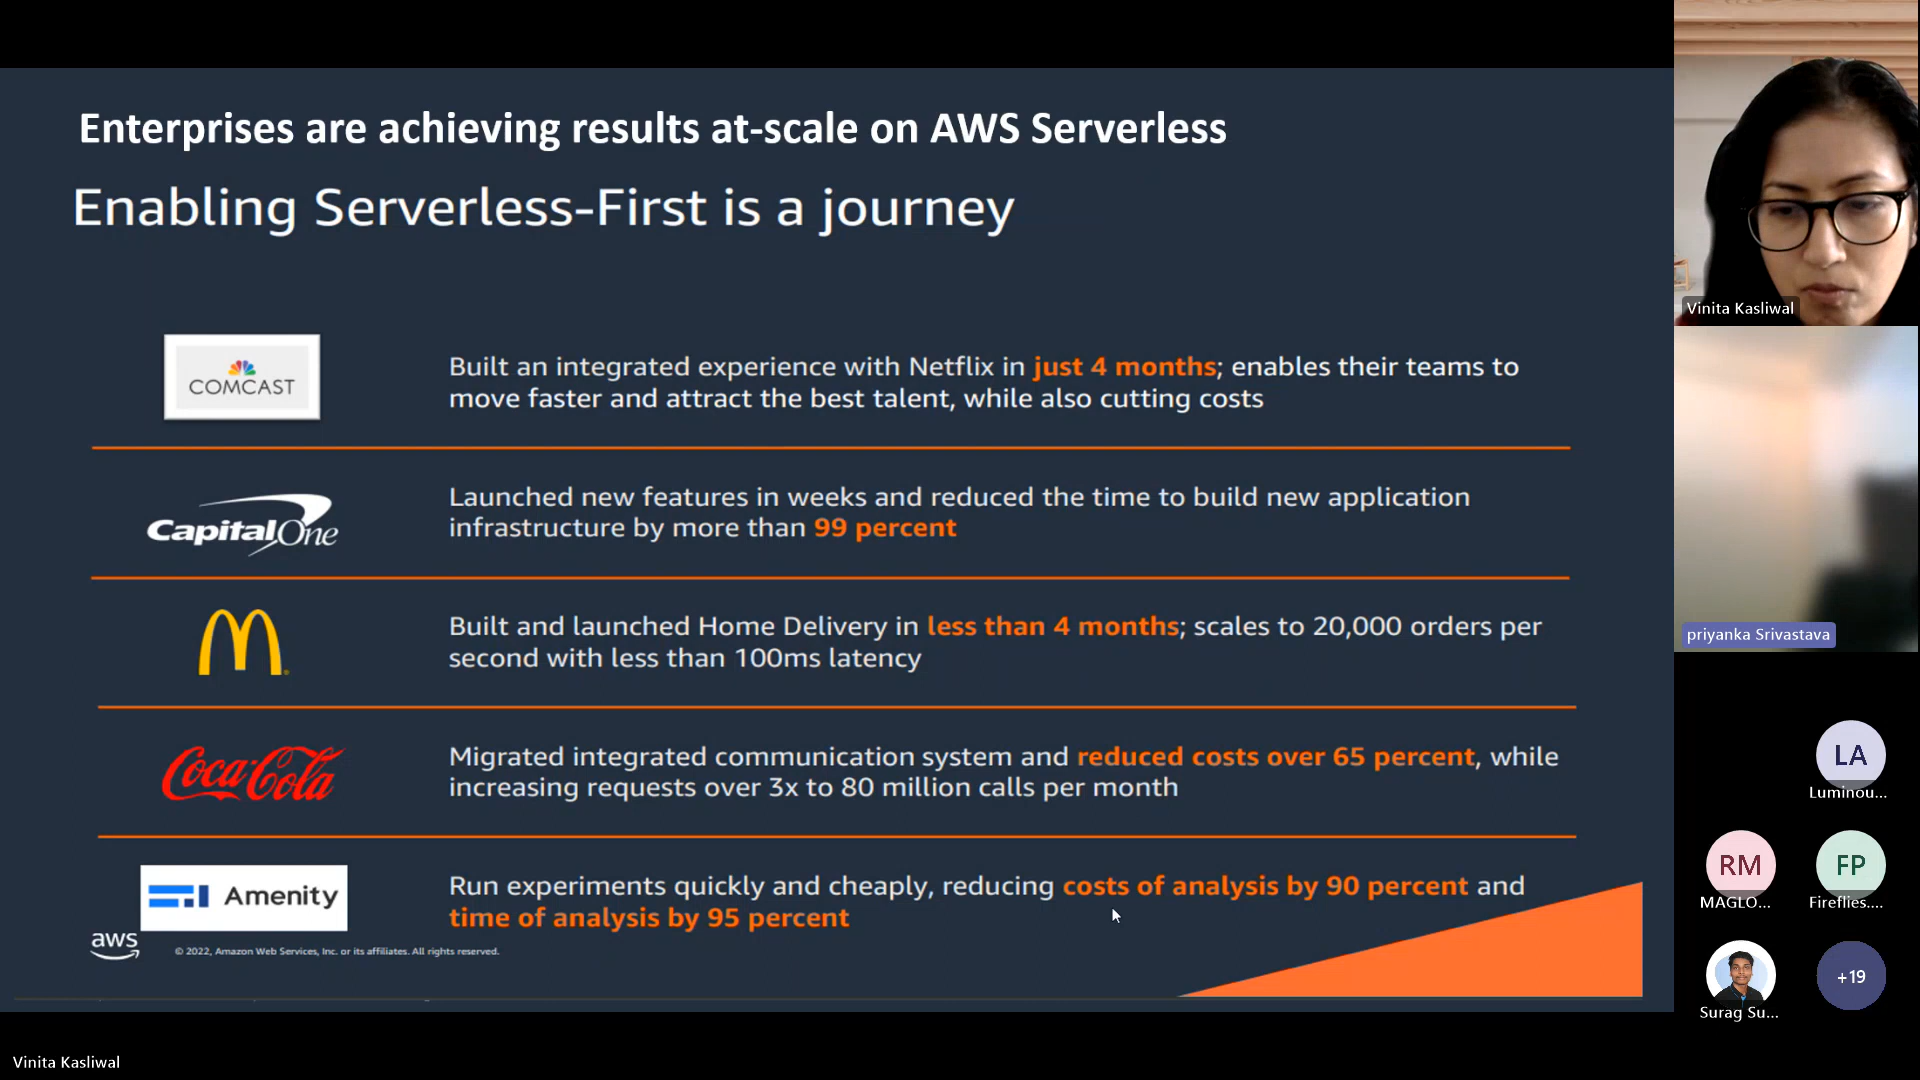 Enterprises are achieving results at-scale on AWS Serverless
Enabling Serverless-First is a journey
COMCAST
Built an integrated experience with Netflix in just 4 months; enables their teams to
move faster and attract the best talent, while also cutting costs
CapitalOne
Launched new features in weeks and reduced the time to build new application
infrastructure by more than 99 percent
Built and launched Home Delivery in less than 4 months; scales to 20,000 orders per
second with less than 100ms latency
Coca-Cola
Migrated integrated communication system and reduced costs over 65 percent, while
increasing requests over 3x to 80 million calls per month
Amenity
Run experiments quickly and cheaply, reducing costs of analysis by 90 percent and
time of analysis by 95 percent
aws
© 2022, Amazon Web Services, Inc. or its affiliates. All rights reserved.
Vinita Kasliwal
priyanka Srivastava
LA
Luminou...
RM
MAGLO...
FP
Fireflies....
Surag Su...
+19
Vinita Kasliwal